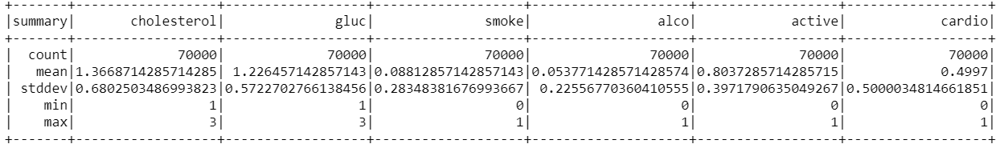 +-------+------------------+------------------+-------------------+-------------------+------------------+------------------+
|summary|       cholesterol|              gluc|              smoke|               alco|            active|            cardio|
+-------+------------------+------------------+-------------------+-------------------+------------------+------------------+
|  count|             70000|             70000|              70000|              70000|             70000|             70000|
|   mean|1.3668714285714285| 1.226457142857143|0.08812857142857143|0.053771428571428574|0.8037285714285715|            0.4997|
| stddev|0.6802503486993823|0.5722702766138456|0.28348381676993667| 0.22556770360410555|0.3971790635049267|0.5000034814661851|
|    min|                 1|                 1|                  0|                  0|                 0|                 0|
|    max|                 3|                 3|                  1|                  1|                 1|                 1|
+-------+------------------+------------------+-------------------+-------------------+------------------+------------------+